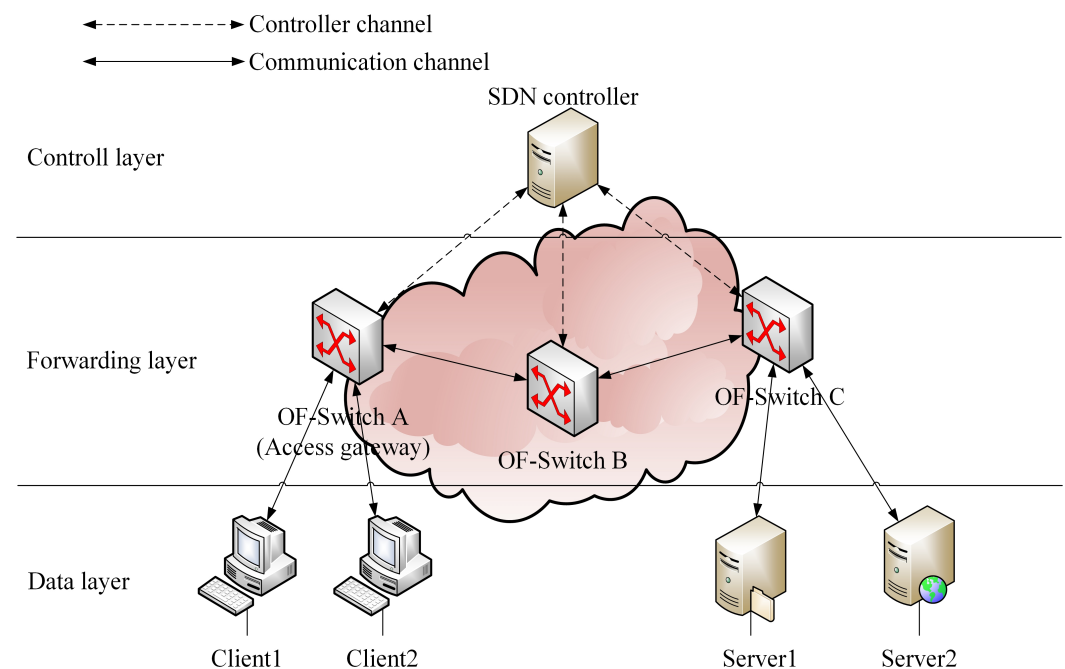 Controller channel
Communication channel
SDN controller
Controll layer
Forwarding layer
OF-Switch A
(Access gateway)
OF-Switch B
OF-Switch C
Data layer
Client1
Client2
Server1
Server2